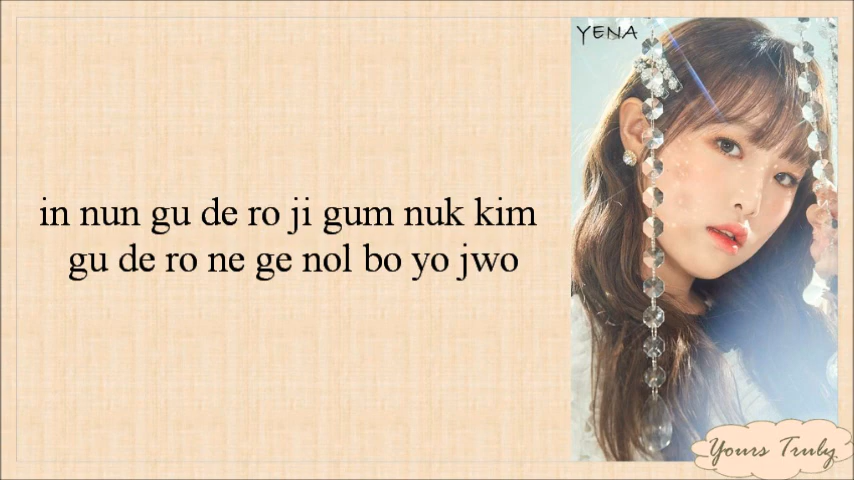 YENA
in nun gu de ro ji gum nuk kim
gu de ro ne ge nol bo yo jwo
Yours Truly